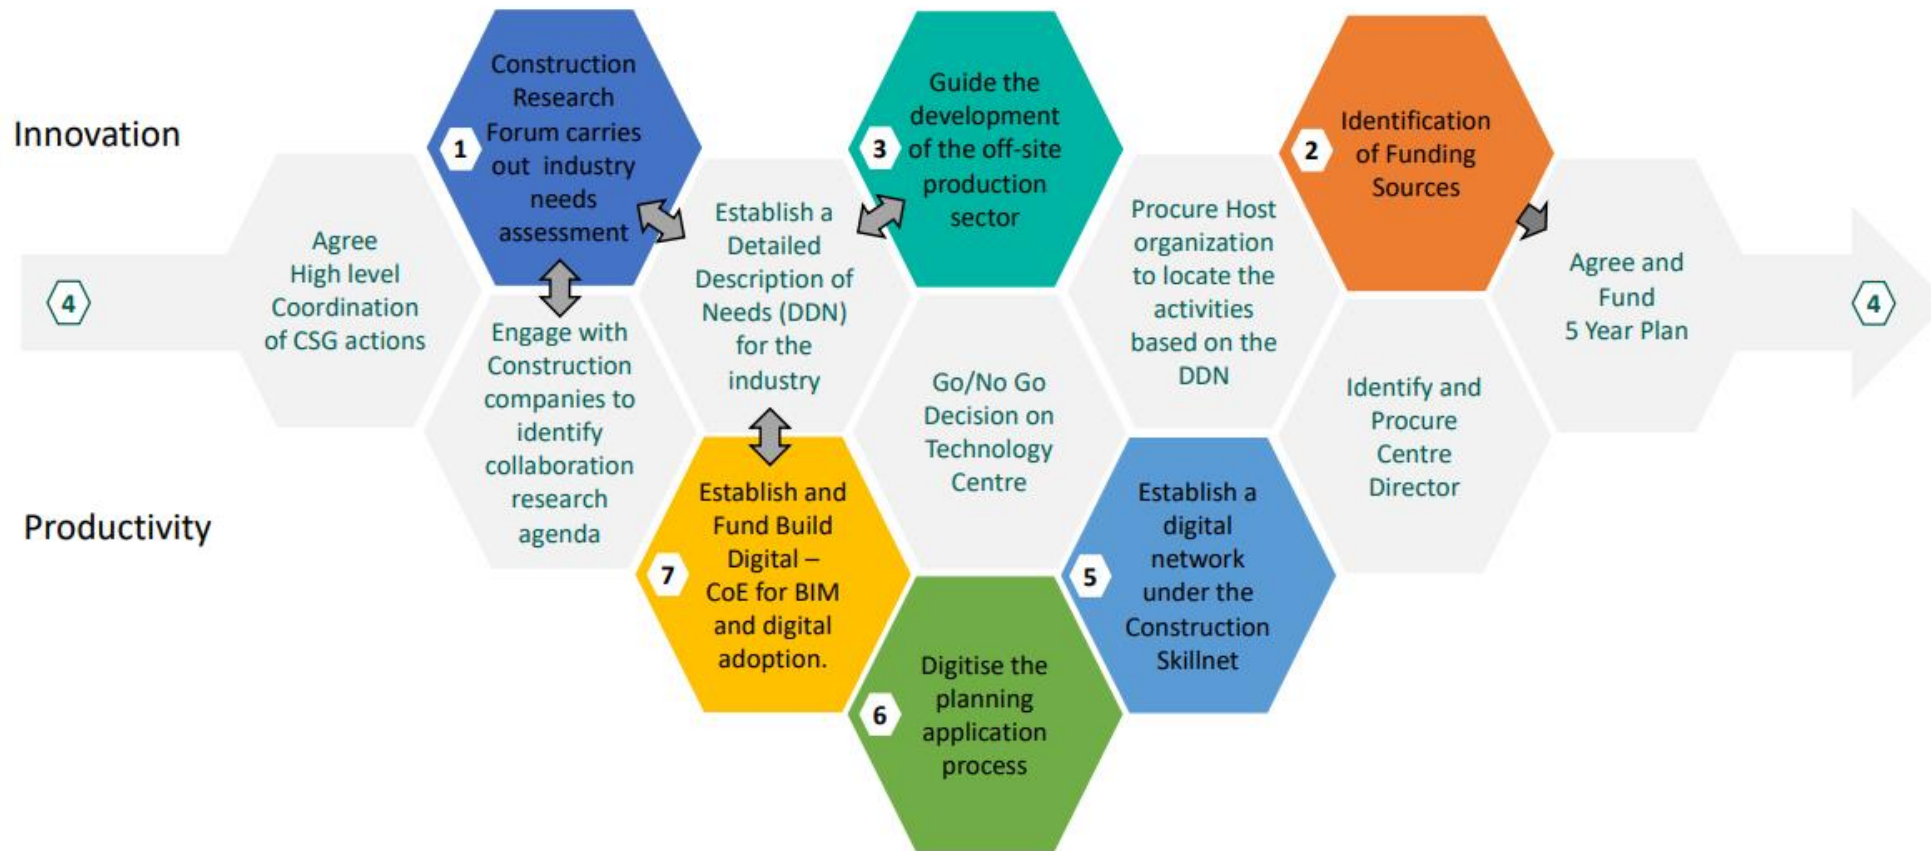 Innovation
Productivity
4
Agree
High level
Coordination
of CSG actions
1
Construction
Research
Forum carries
out industry
needs
assessment
Engage with
Construction
companies to
identify
collaboration
research
agenda
Establish a
Detailed
Description of
Needs (DDN)
for the
industry
7
Establish and
Fund Build
Digital –
CoE for BIM
and digital
adoption.
3
Guide the
development
of the off-site
production
sector
Go/No Go
Decision on
Technology
Centre
6
Digitise the
planning
application
process
Procure Host
organization
to locate the
activities
based on the
DDN
5
Establish a
digital
network
under the
Construction
Skillnet
2
Identification
of Funding
Sources
Identify and
Procure
Centre
Director
Agree and
Fund
5 Year Plan
4